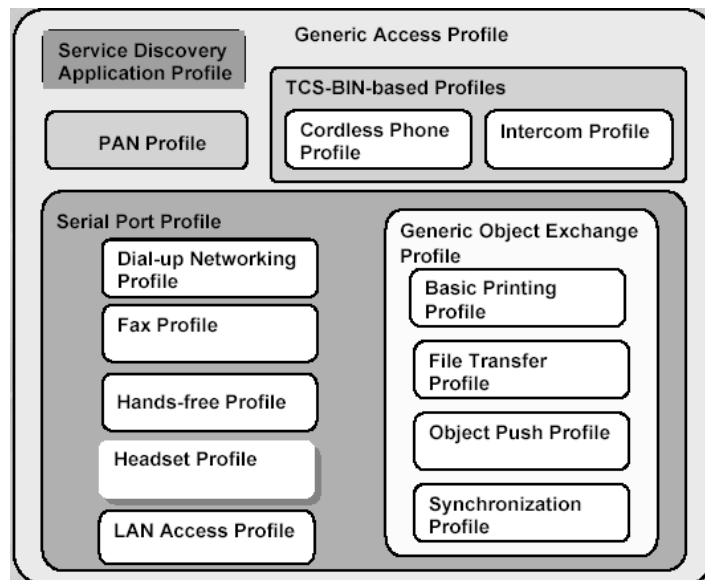 Generic Access Profile
Service Discovery
Application Profile
TCS-BIN-based Profiles
Cordless Phone
Profile
Intercom Profile
PAN Profile
Serial Port Profile
Dial-up Networking
Profile
Fax Profile
Hands-free Profile
Headset Profile
LAN Access Profile
Generic Object Exchange
Profile
Basic Printing
Profile
File Transfer
Profile
Object Push Profile
Synchronization
Profile